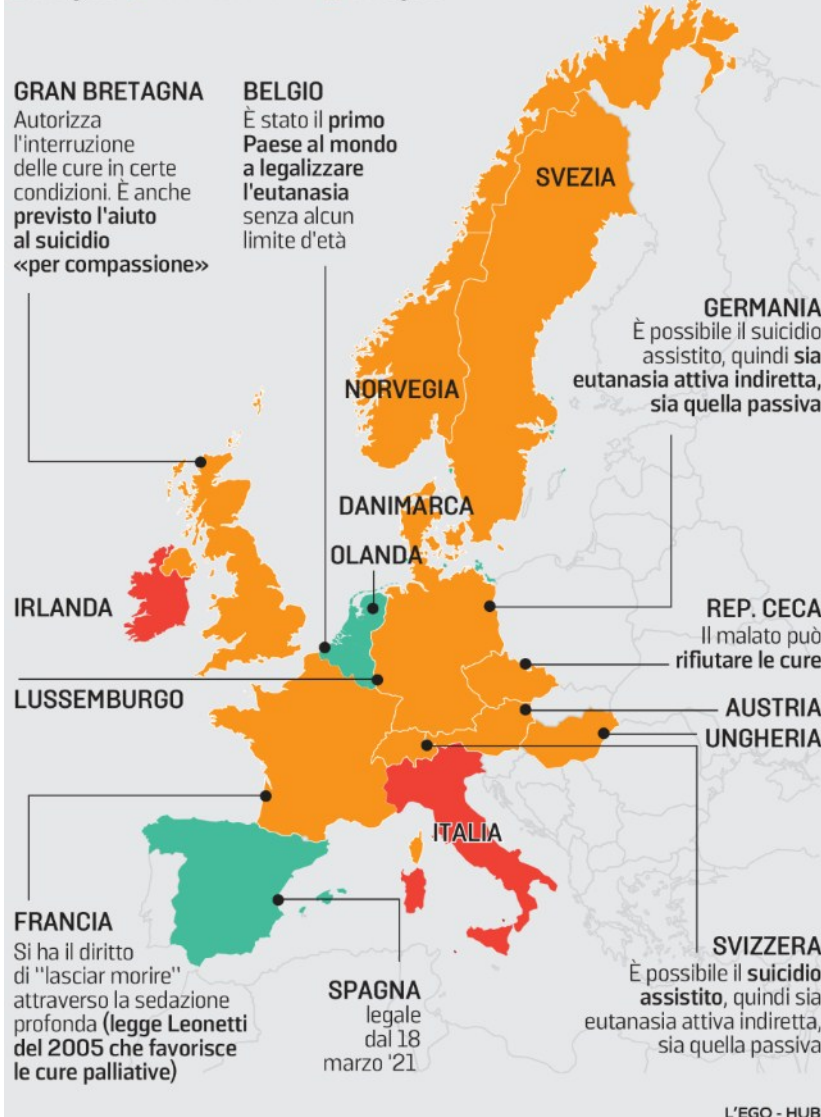 GRAN BRETAGNA
Autorizza
l'interruzione
delle cure in certe
condizioni. È anche
previsto l'aiuto
al suicidio
«per compassione»
BELGIO
È stato il primo
Paese al mondo
a legalizzare
l'eutanasia
senza alcun
limite d'età
SVEZIA
GERMANIA
È possibile il suicidio
assistito, quindi sia
eutanasia attiva indiretta,
sia quella passiva
NORVEGIA
DANIMARCA
OLANDA
IRLANDA
REP. CECA
Il malato può
rifiutare le cure
LUSSEMBURGO
AUSTRIA
UNGHERIA
ITALIA
FRANCIA
Si ha il diritto
di "lasciar morire"
attraverso la sedazione
profonda (legge Leonetti
del 2005 che favorisce
le cure palliative)
SPAGNA
legale
dal 18
marzo '21
SVIZZERA
È possibile il suicidio
assistito, quindi sia
eutanasia attiva indiretta,
sia quella passiva
L'EGO - HUB